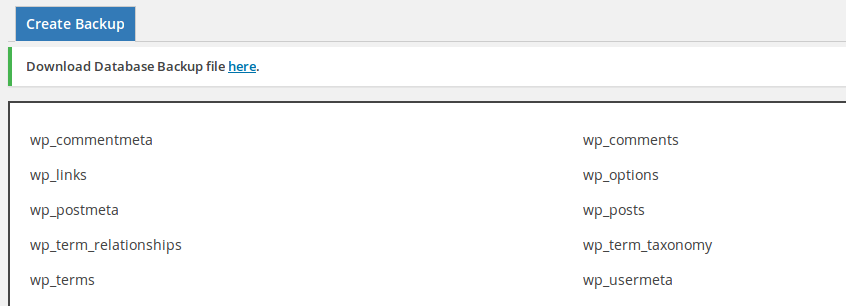 Create Backup
Download Database Backup file here.
wp_commentmeta wp_comments
wp_links wp_options
wp_postmeta wp_posts
wp_term_relationships wp_term_taxonomy
wp_terms wp_usermeta